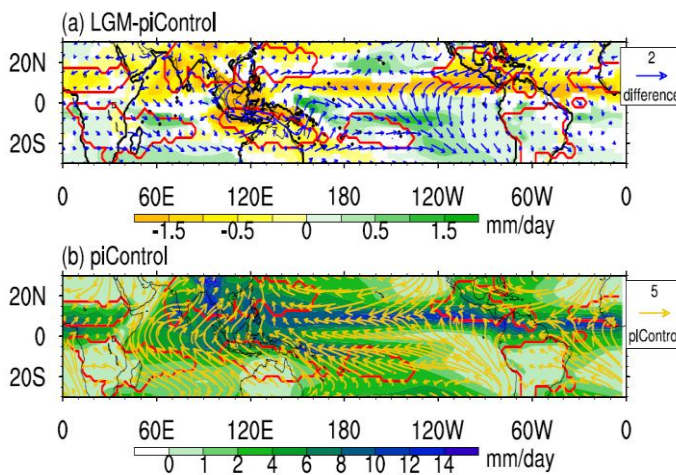 (a) LGM-piControl
20N
0
20S
2
difference
0 60E 120E 180 120W 60W 0
-1.5 -0.5 0 0.5 1.5 mm/day
(b) piControl
20N
0
20S
5
piControl
0 60E 120E 180 120W 60W 0
0 1 2 4 6 8 10 12 14 mm/day